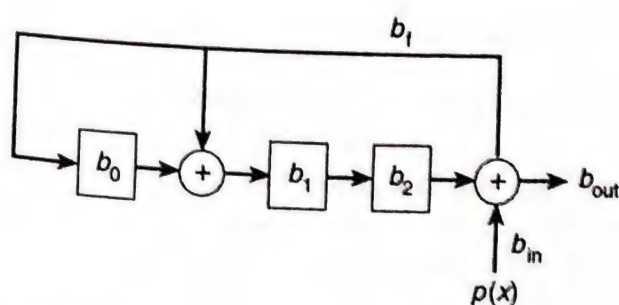 b_f
b_0
+
b_1
b_2
+
b_out
b_in
p(x)